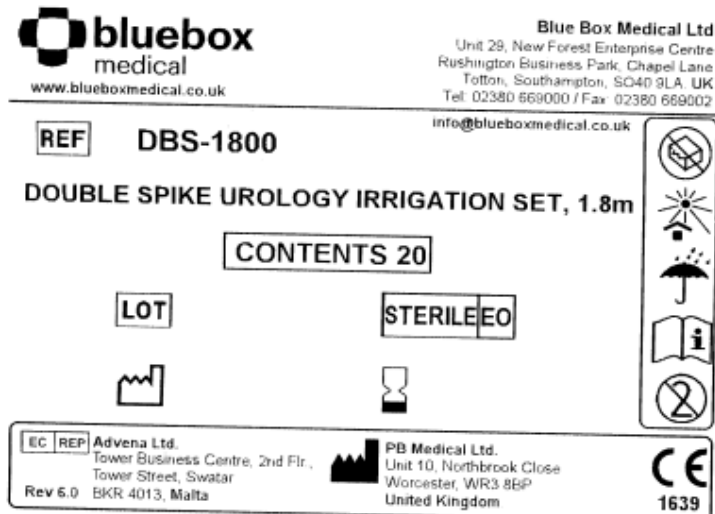 bluebox
medical
www.blueboxmedical.co.uk
Blue Box Medical Ltd
Unit 29, New Forest Enterprise Centre
Rushington Business Park, Chapel Lane
Totton, Southampton, SO40 9LA. UK
Tel: 02380 669000 / Fax: 02380 669002
info@blueboxmedical.co.uk
REF DBS-1800
DOUBLE SPIKE UROLOGY IRRIGATION SET, 1.8m
CONTENTS 20
LOT
STERILE EO
i
2
EC REP Advena Ltd.
Tower Business Centre, 2nd Flr.,
Tower Street, Swatar
BKR 4013, Malta
Rev 6.0
PB Medical Ltd.
Unit 10, Northbrook Close
Worcester, WR3 8BP
United Kingdom
CE
1639